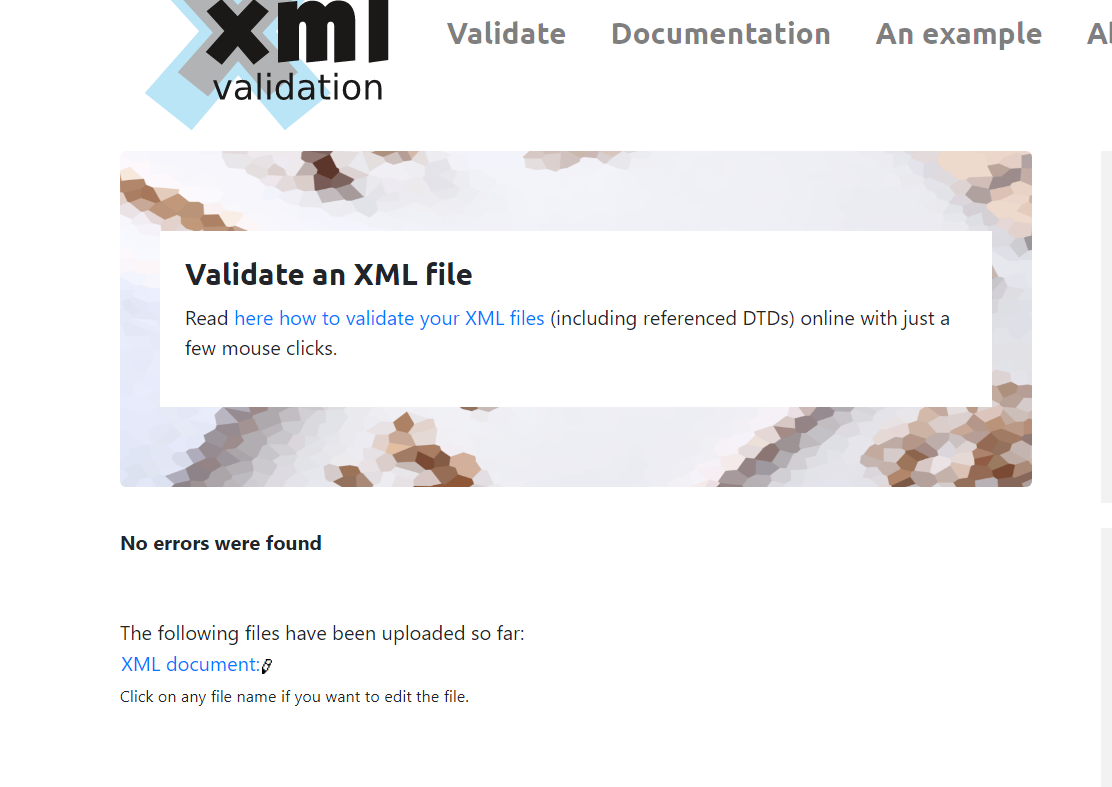 xml
validation
Validate Documentation An example
Validate an XML file
Read here how to validate your XML files (including referenced DTDs) online with just a
few mouse clicks.
No errors were found
The following files have been uploaded so far:
XML document:
Click on any file name if you want to edit the file.